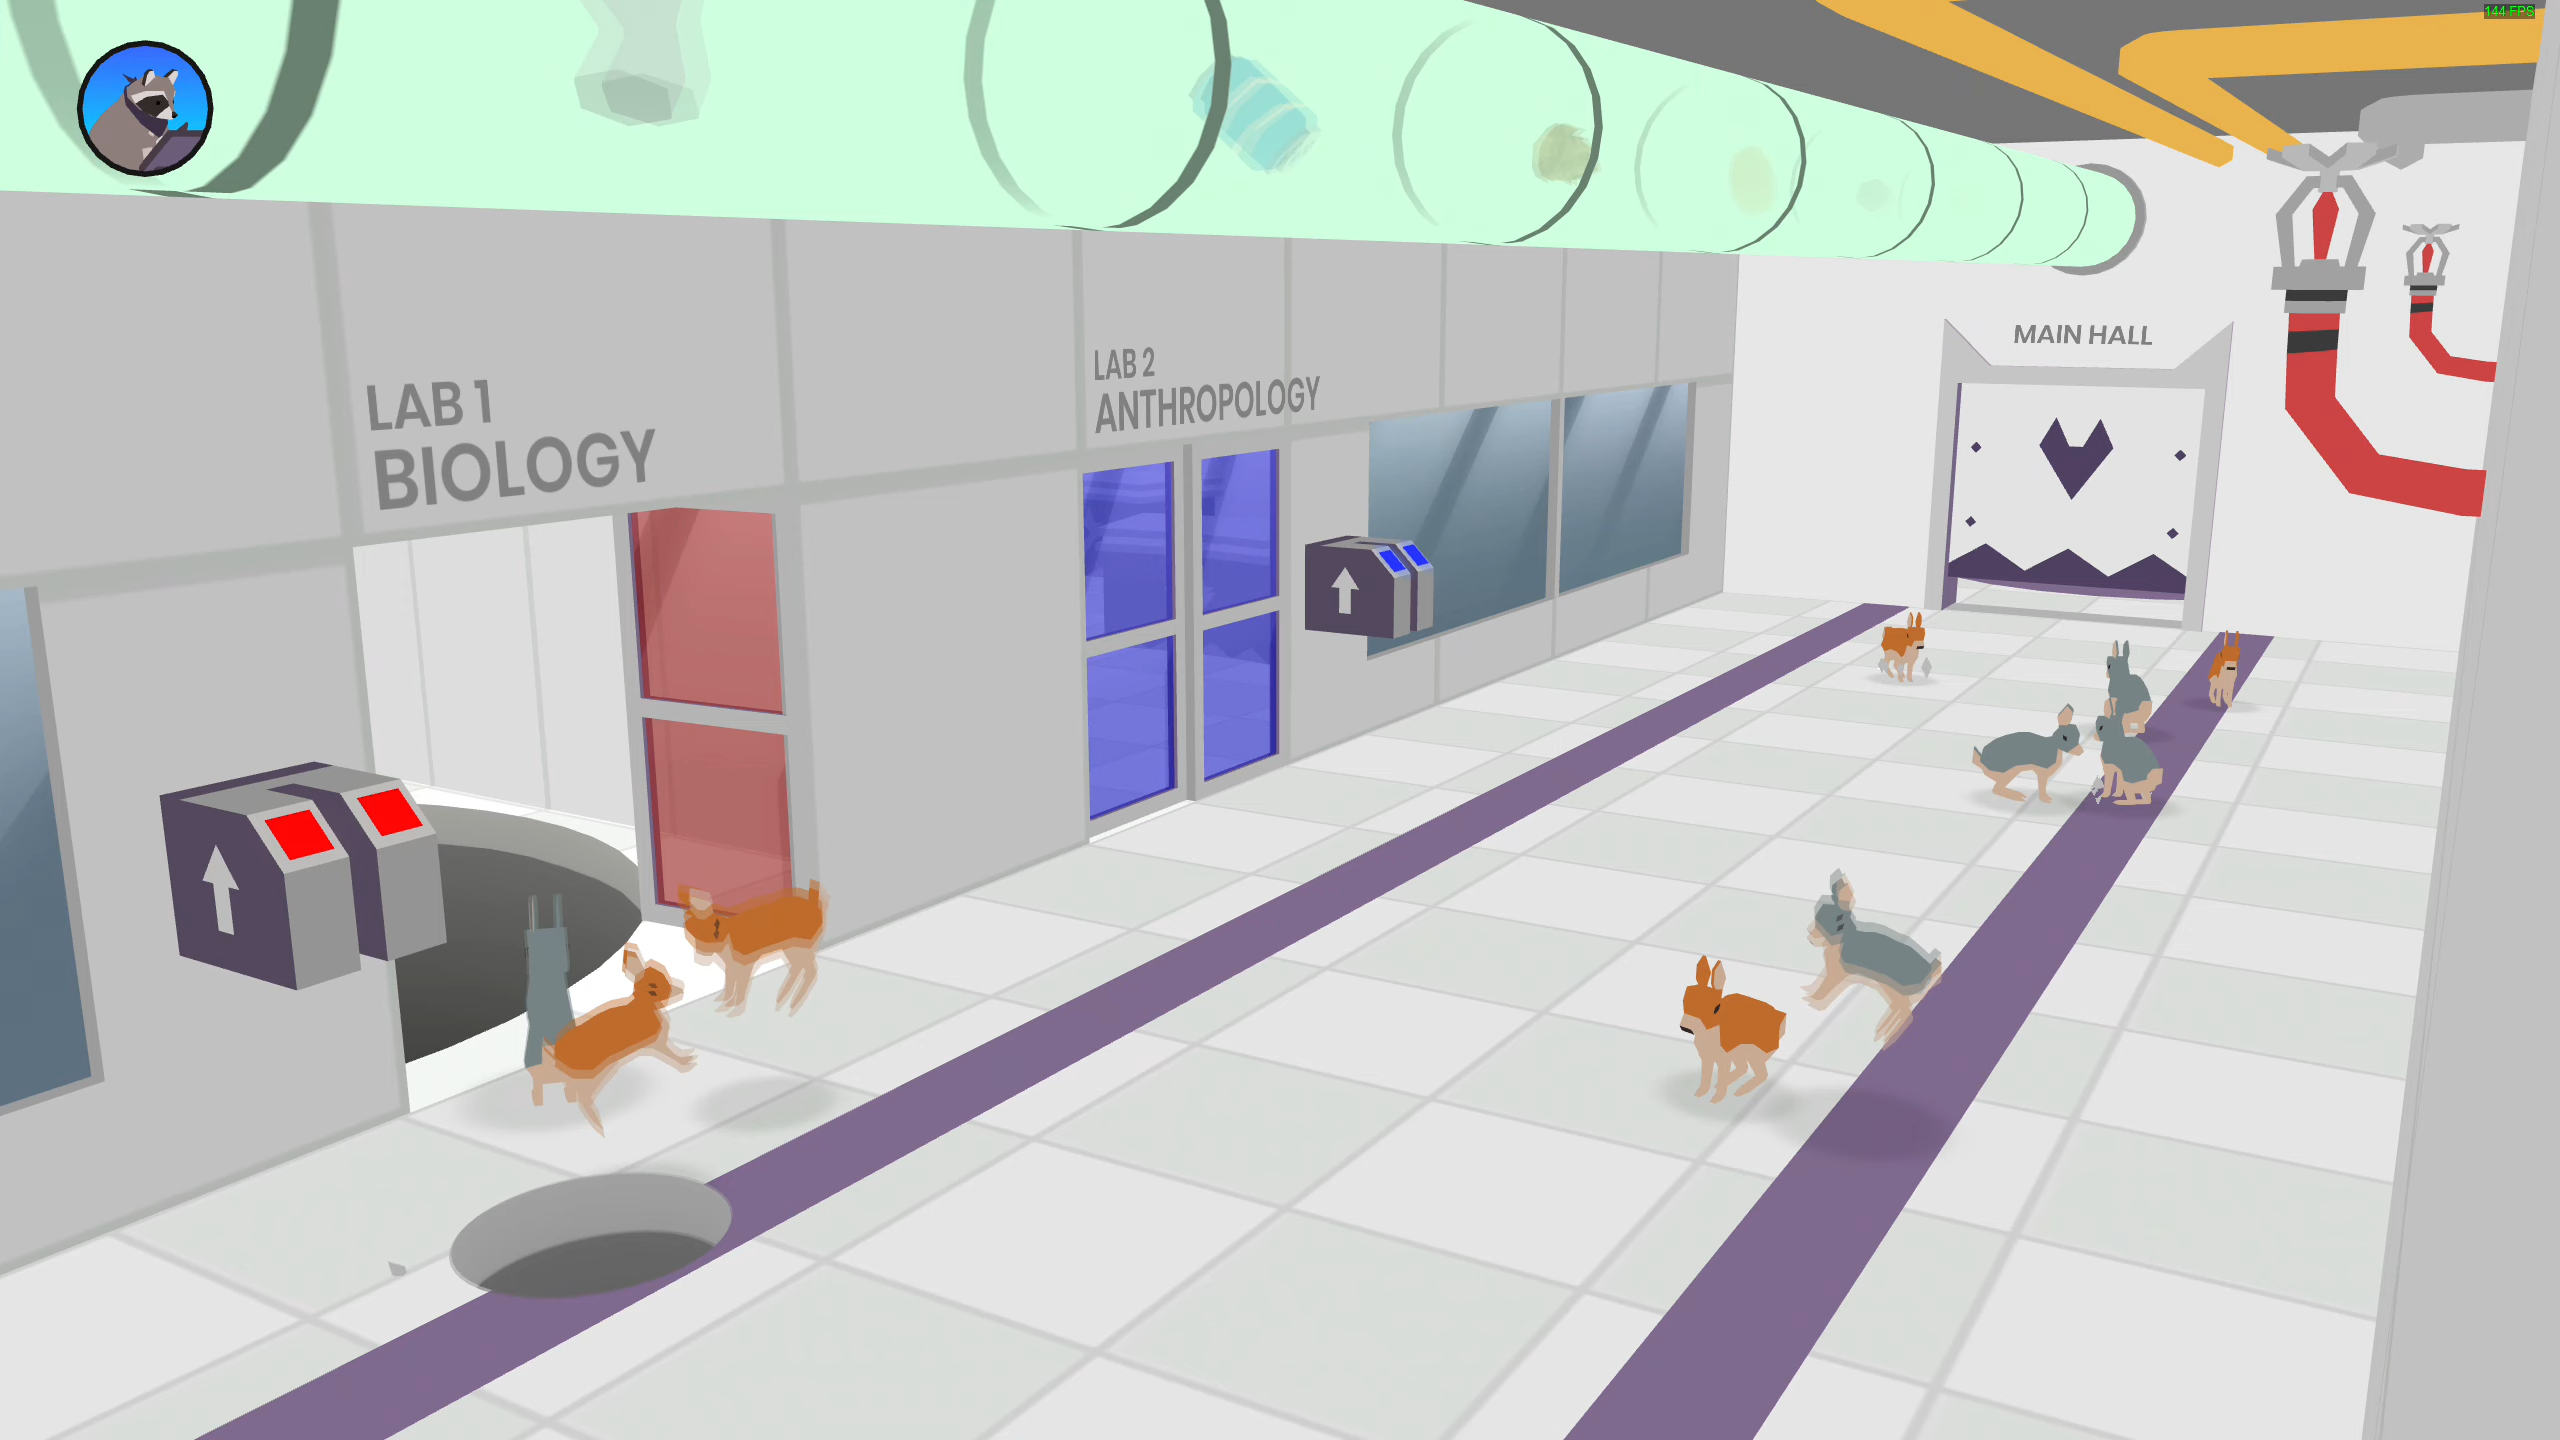 144 FPS
MAIN HALL
LAB 1
BIOLOGY
LAB 2
ANTHROPOLOGY